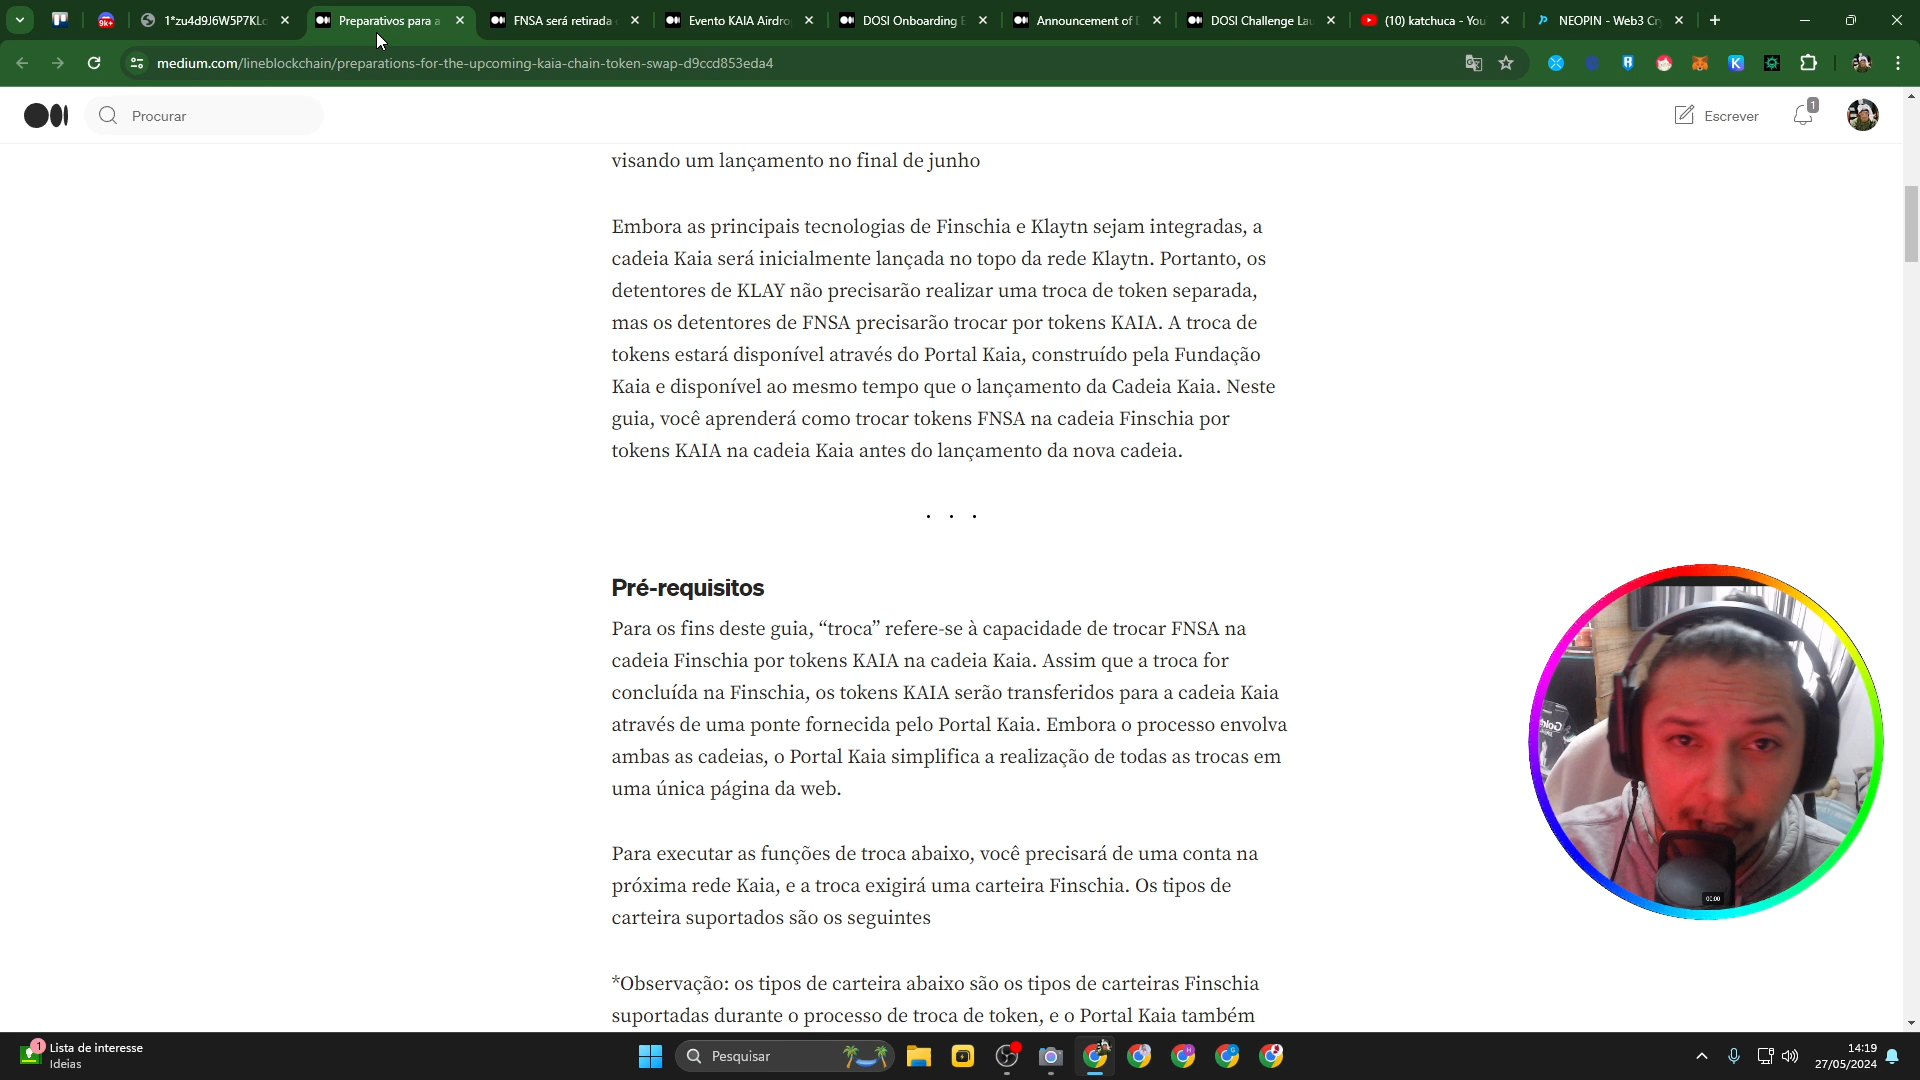 1*zu4d9J6W5P7KLc
Preparativos para a
FNSA será retirada
Evento KAIA Airdro
DOSI Onboarding E
Announcement of D
DOSI Challenge Lau
(10) katchuca - You
NEOPIN - Web3 Cr
9k+
medium.com/lineblockchain/preparations-for-the-upcoming-kaia-chain-token-swap-d9ccd853eda4
Procurar
Escrever
1
visando um lançamento no final de junho
Embora as principais tecnologias de Finschia e Klaytn sejam integradas, a
cadeia Kaia será inicialmente lançada no topo da rede Klaytn. Portanto, os
detentores de KLAY não precisarão realizar uma troca de token separada,
mas os detentores de FNSA precisarão trocar por tokens KAIA. A troca de
tokens estará disponível através do Portal Kaia, construído pela Fundação
Kaia e disponível ao mesmo tempo que o lançamento da Cadeia Kaia. Neste
guia, você aprenderá como trocar tokens FNSA na cadeia Finschia por
tokens KAIA na cadeia Kaia antes do lançamento da nova cadeia.
. . .
Pré-requisitos
Para os fins deste guia, “troca” refere-se à capacidade de trocar FNSA na
cadeia Finschia por tokens KAIA na cadeia Kaia. Assim que a troca for
concluída na Finschia, os tokens KAIA serão transferidos para a cadeia Kaia
através de uma ponte fornecida pelo Portal Kaia. Embora o processo envolva
ambas as cadeias, o Portal Kaia simplifica a realização de todas as trocas em
uma única página da web.
Para executar as funções de troca abaixo, você precisará de uma conta na
próxima rede Kaia, e a troca exigirá uma carteira Finschia. Os tipos de
carteira suportados são os seguintes
*Observação: os tipos de carteira abaixo são os tipos de carteiras Finschia
suportadas durante o processo de troca de token, e o Portal Kaia também
00:00
1
Lista de interesse
Ideias
Pesquisar
14:19
27/05/2024